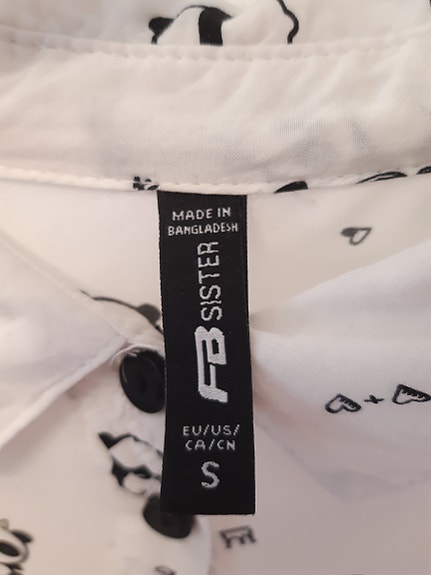 MADE IN
BANGLADESH
FB SISTER
EU/US/
CA/CN
S